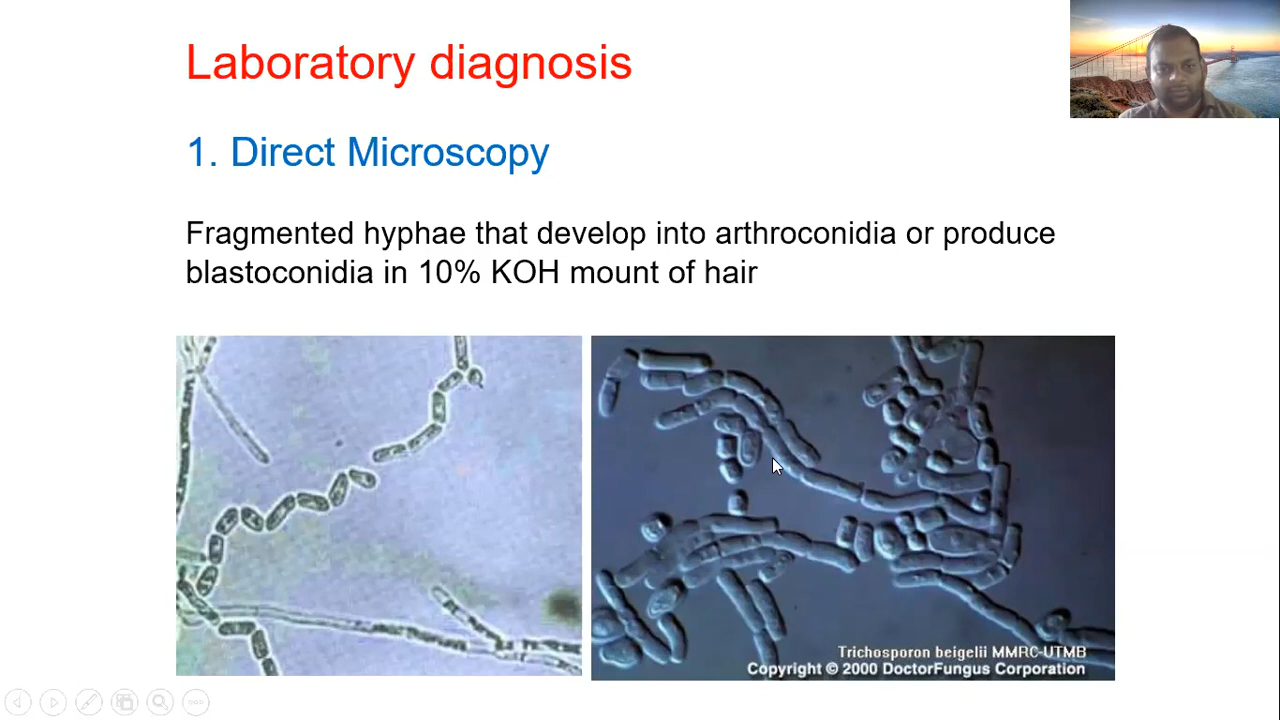 Laboratory diagnosis
1. Direct Microscopy
Fragmented hyphae that develop into arthroconidia or produce
blastoconidia in 10% KOH mount of hair
Trichosporon beigelii MMRC-UTMB
Copyright © 2000 DoctorFungus Corporation